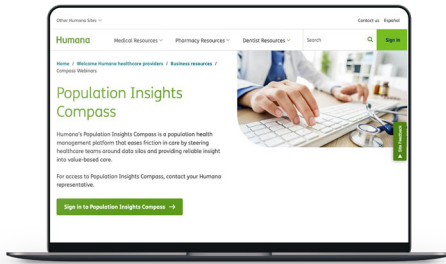 Other Humana Sites
Contact us Español
Humana Medical Resources Pharmacy Resources Dentist Resources Search Sign in
Home / Welcome Humana healthcare providers / Business resources /
Compass Webinars
Population Insights
Compass
Humana's Population Insights Compass is a population health
management platform that eases friction in care by steering
healthcare teams around data silos and providing reliable insight
into value-based care.
For access to Population Insights Compass, contact your Humana
representative.
Sign in to Population Insights Compass →
Site Feedback